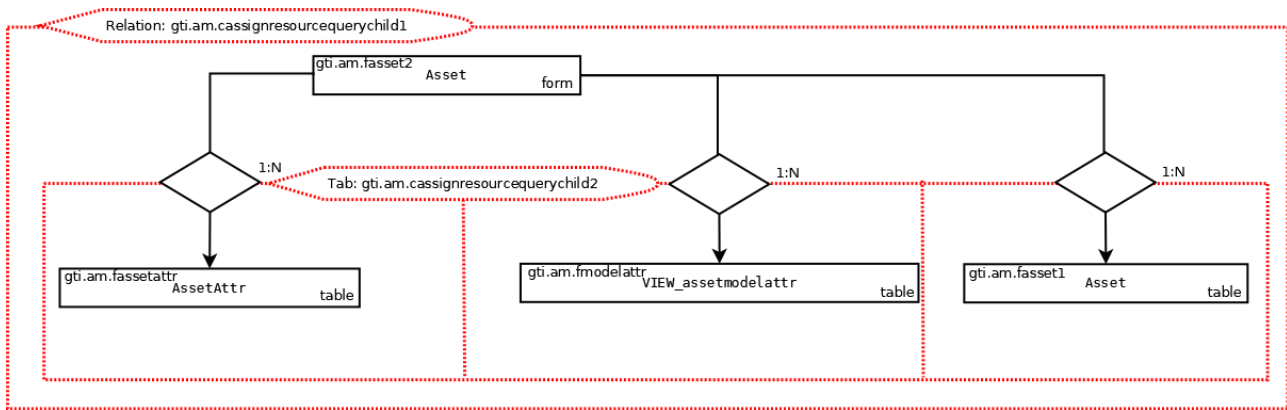 Relation: gti.am.cassignresourcequerychild1
gti.am.fasset2
Asset
form
1:N
Tab: gti.am.cassignresourcequerychild2
1:N
1:N
gti.am.fassetattr
AssetAttr
table
gti.am.fmodelattr
VIEW_assetmodelattr
table
gti.am.fasset1
Asset
table